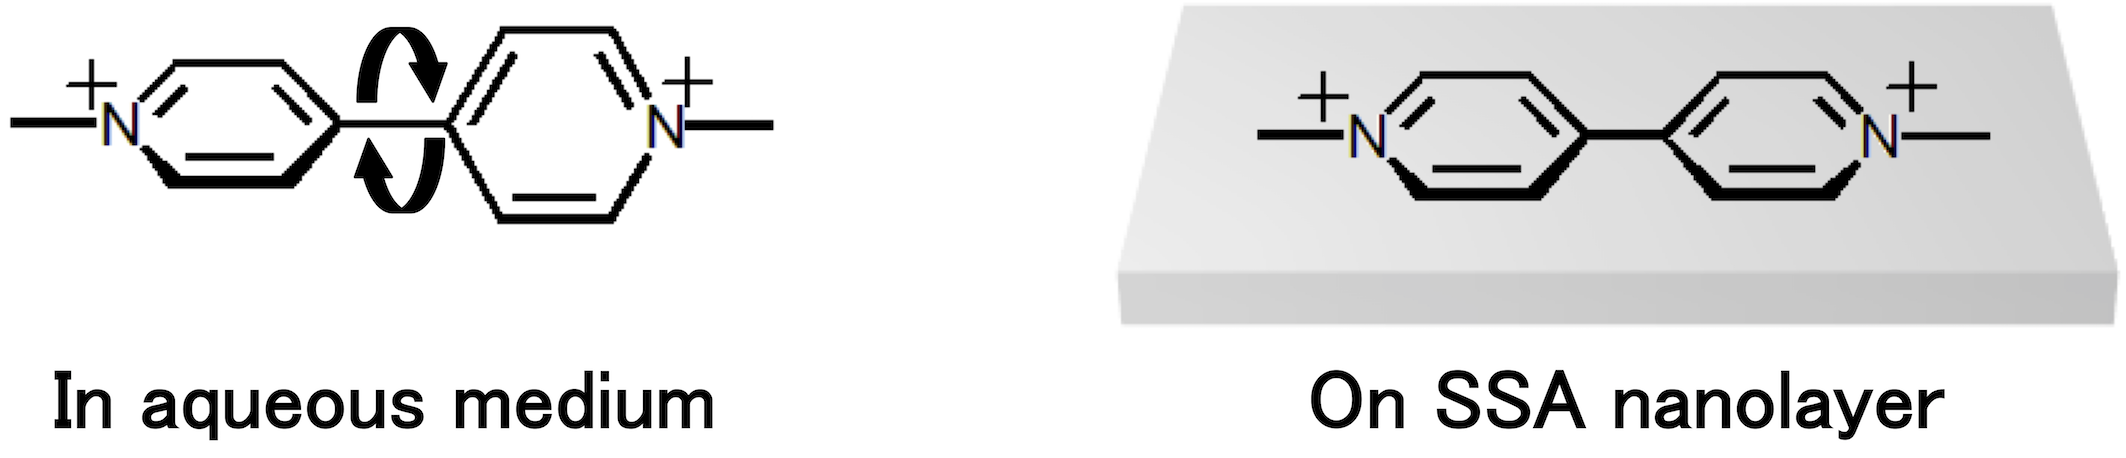 + N N +
+ N N +
In aqueous medium
On SSA nanolayer